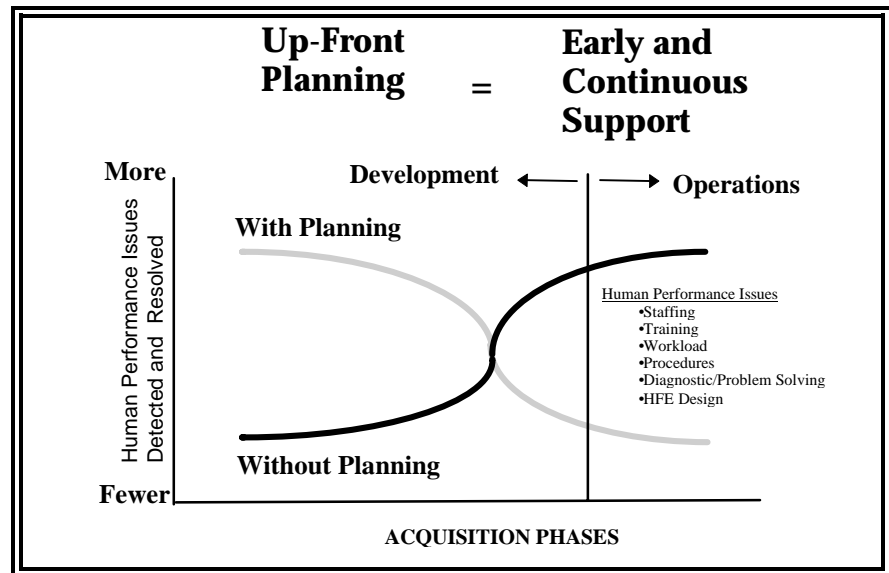 Up-Front
Planning
=
Early and
Continuous
Support
More
Development
Operations
With Planning
Human Performance Issues
Detected and Resolved
Human Performance Issues
•Staffing
•Training
•Workload
•Procedures
•Diagnostic/Problem Solving
•HFE Design
Without Planning
Fewer
ACQUISITION PHASES